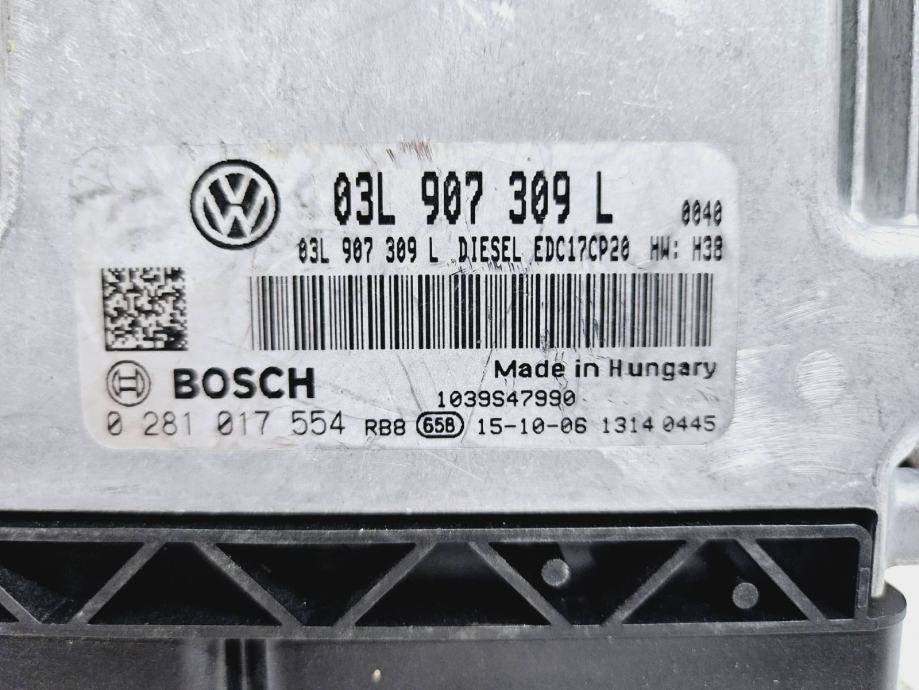 03L 907 309 L 0040
03L 907 309 L DIESEL EDC17CP20 HW: H38
BOSCH Made in Hungary
1039S47990
0 281 017 554 RB8 658 15-10-06 1314 0445